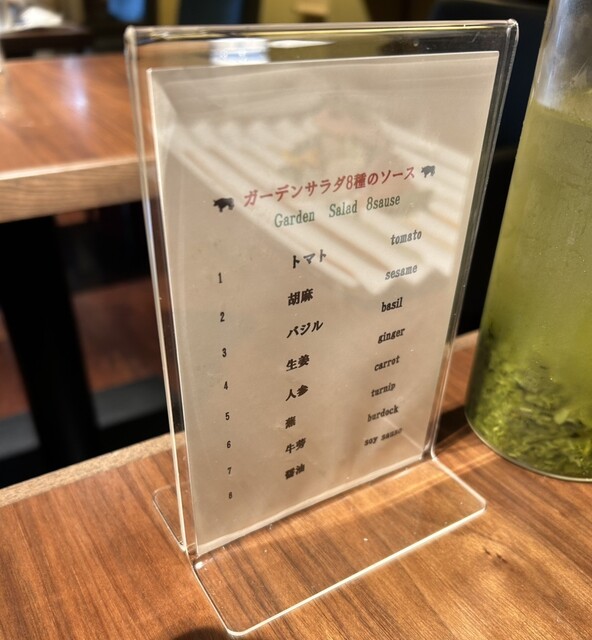 ガーデンサラダ8種のソース
Garden Salad 8sause
1 トマト tomato
2 胡麻 sesame
3 バジル basil
4 生姜 ginger
5 人参 carrot
6 蕪 turnip
7 牛蒡 burdock
8 醤油 soy sause